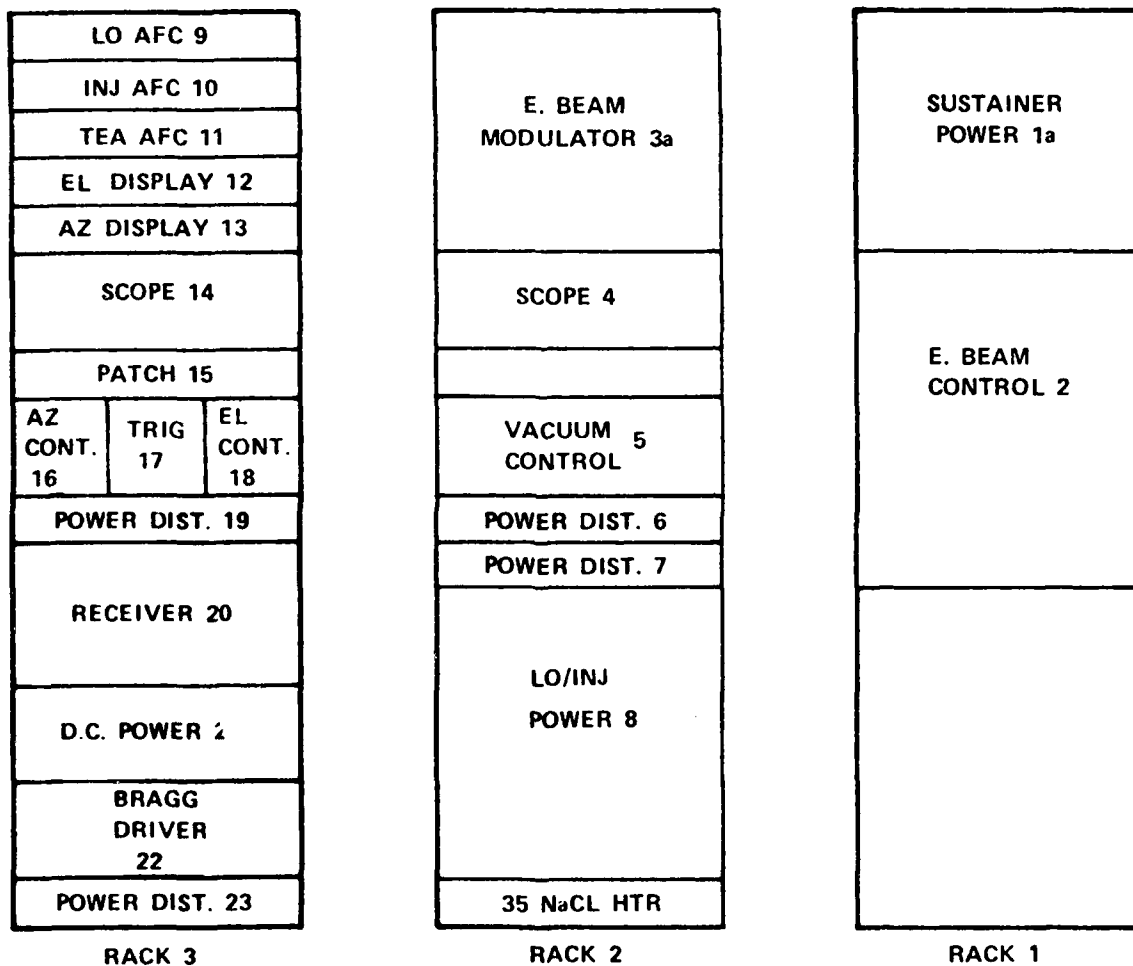 LO AFC 9
INJ AFC 10
TEA AFC 11
EL DISPLAY 12
AZ DISPLAY 13
SCOPE 14
PATCH 15
AZ
CONT.
16
TRIG
17
EL
CONT.
18
POWER DIST. 19
RECEIVER 20
D.C. POWER
BRAGG
DRIVER
22
POWER DIST. 23
RACK 3
E. BEAM
MODULATOR 3a
SCOPE 4
VACUUM 5
CONTROL
POWER DIST. 6
POWER DIST. 7
LO/INJ
POWER 8
35 NaCL HTR
RACK 2
SUSTAINER
POWER 1a
E. BEAM
CONTROL 2
RACK 1